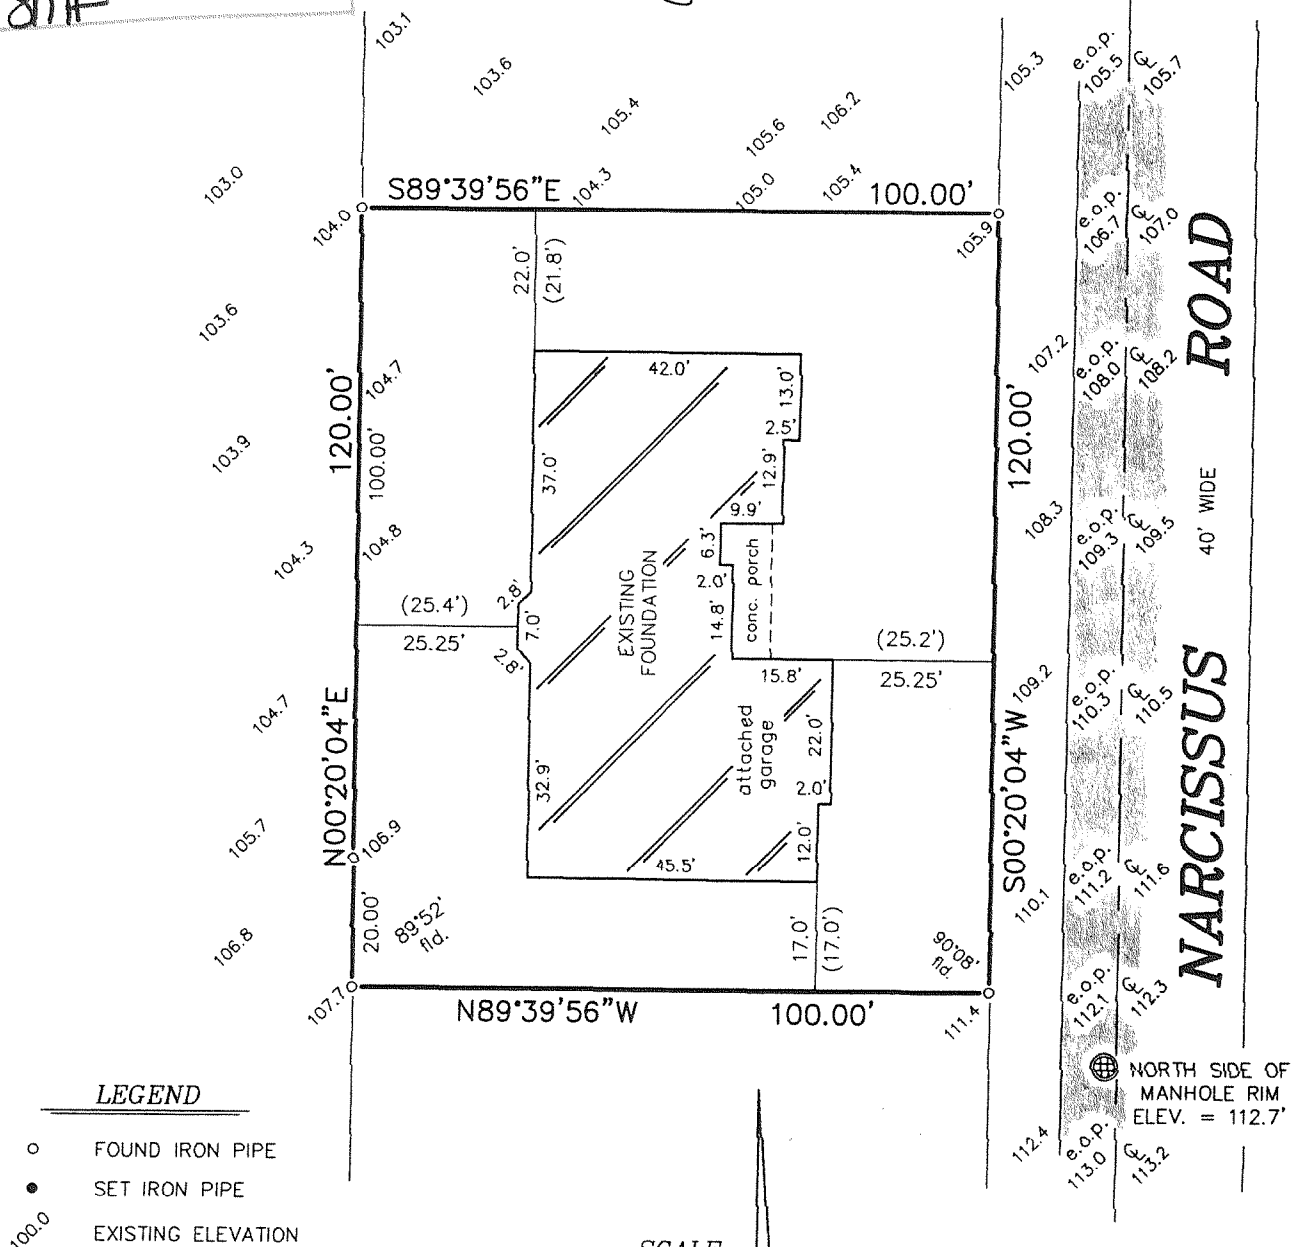 103.1
103.6
105.4
105.6
106.2
105.3
e.o.p.
105.5
℄
105.7
103.0
S89°39'56"E
104.3
105.0
105.4
100.00'
104.0
105.9
e.o.p.
106.7
℄
107.0
22.0'
(21.8')
103.6
104.7
42.0'
13.0'
2.5'
107.2
e.o.p.
108.0
℄
108.2
120.00'
100.00'
37.0'
12.9'
9.9'
120.00'
103.9
104.3
104.8
6.3'
2.0'
14.8'
conc. porch
EXISTING
FOUNDATION
108.3
e.o.p.
109.3
℄
109.5
40' WIDE
(25.4')
25.25'
2.8'
7.0'
2.8'
(25.2')
25.25'
15.8'
109.2
e.o.p.
110.3
℄
110.5
104.7
N00°20'04"E
32.9'
attached
garage
22.0'
2.0'
12.0'
S00°20'04"W
NARCISSUS ROAD
105.7
106.9
45.5'
110.1
e.o.p.
111.2
℄
111.6
106.8
20.00'
89°52'
fld.
17.0'
(17.0')
90°08'
fld.
107.7
N89°39'56"W
100.00'
111.4
e.o.p.
112.1
℄
112.3
NORTH SIDE OF
MANHOLE RIM
ELEV. = 112.7'
112.4
e.o.p.
113.0
℄
113.2
LEGEND
FOUND IRON PIPE
SET IRON PIPE
100.0 EXISTING ELEVATION
SCALE